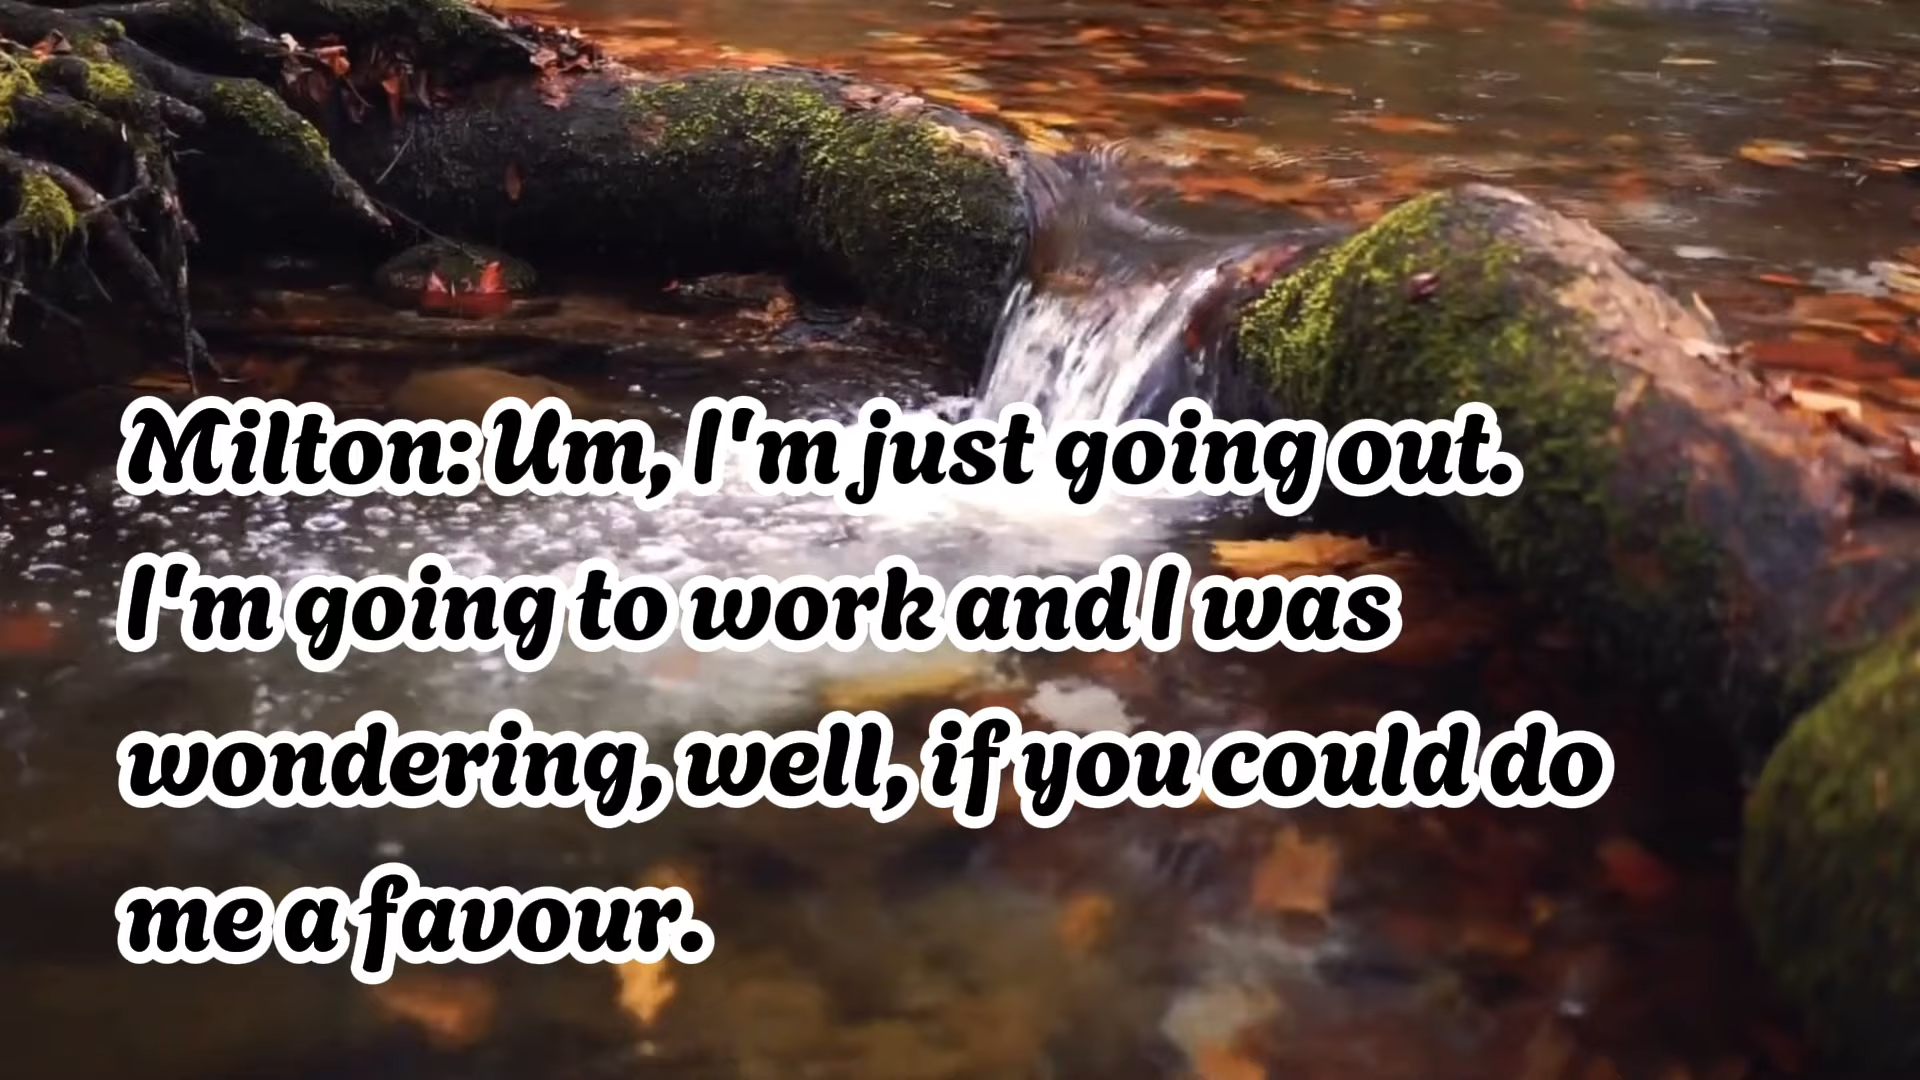 Milton: Um, I'm just going out.
I'm going to work and I was
wondering, well, if you could do
me a favour.